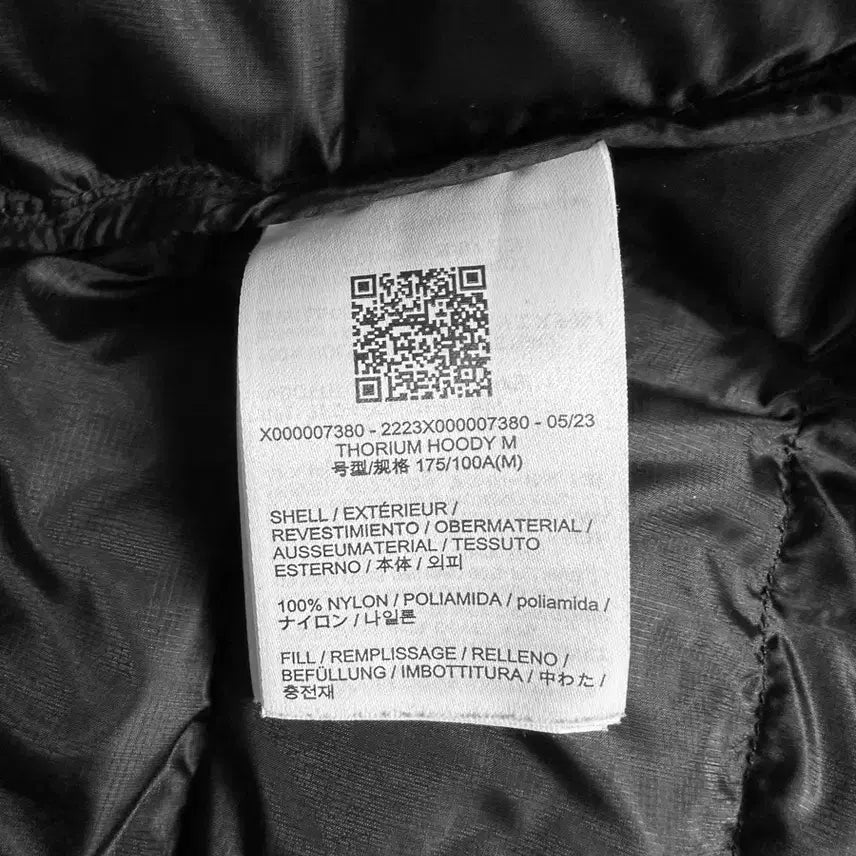 X000007380 - 2223X000007380 - 05/23
THORIUM HOODY M
号型/规格 175/100A(M)
SHELL / EXTÉRIEUR /
REVESTIMIENTO / OBERMATERIAL /
AUSSEUMATERIAL / TESSUTO
ESTERNO / 本体 / 외피
100% NYLON / POLIAMIDA / poliamida /
ナイロン / 나일론
FILL / REMPLISSAGE / RELLENO /
BEFÜLLUNG / IMBOTTITURA / 中わた /
충전재